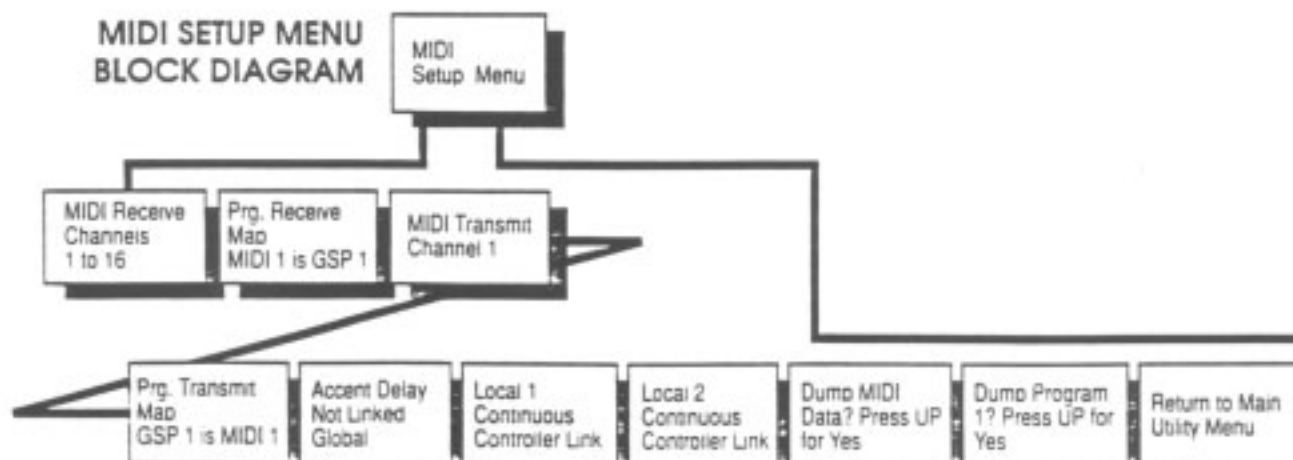 MIDI SETUP MENU
BLOCK DIAGRAM
MIDI
Setup Menu
MIDI Receive
Channels
1 to 16
Prg. Receive
Map
MIDI 1 is GSP 1
MIDI Transmit
Channel 1
Prg. Transmit
Map
GSP 1 is MIDI 1
Accent Delay
Not Linked
Global
Local 1
Continuous
Controller Link
Local 2
Continuous
Controller Link
Dump MIDI
Data? Press UP
for Yes
Dump Program
1? Press UP for
Yes
Return to Main
Utility Menu